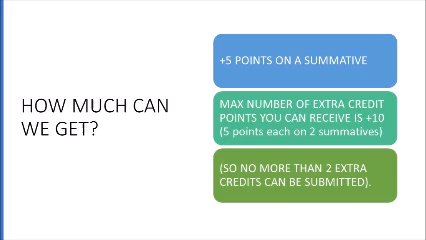 HOW MUCH CAN
WE GET?
+5 POINTS ON A SUMMATIVE
MAX NUMBER OF EXTRA CREDIT
POINTS YOU CAN RECEIVE IS +10
(5 points each on 2 summatives)
(SO NO MORE THAN 2 EXTRA
CREDITS CAN BE SUBMITTED).